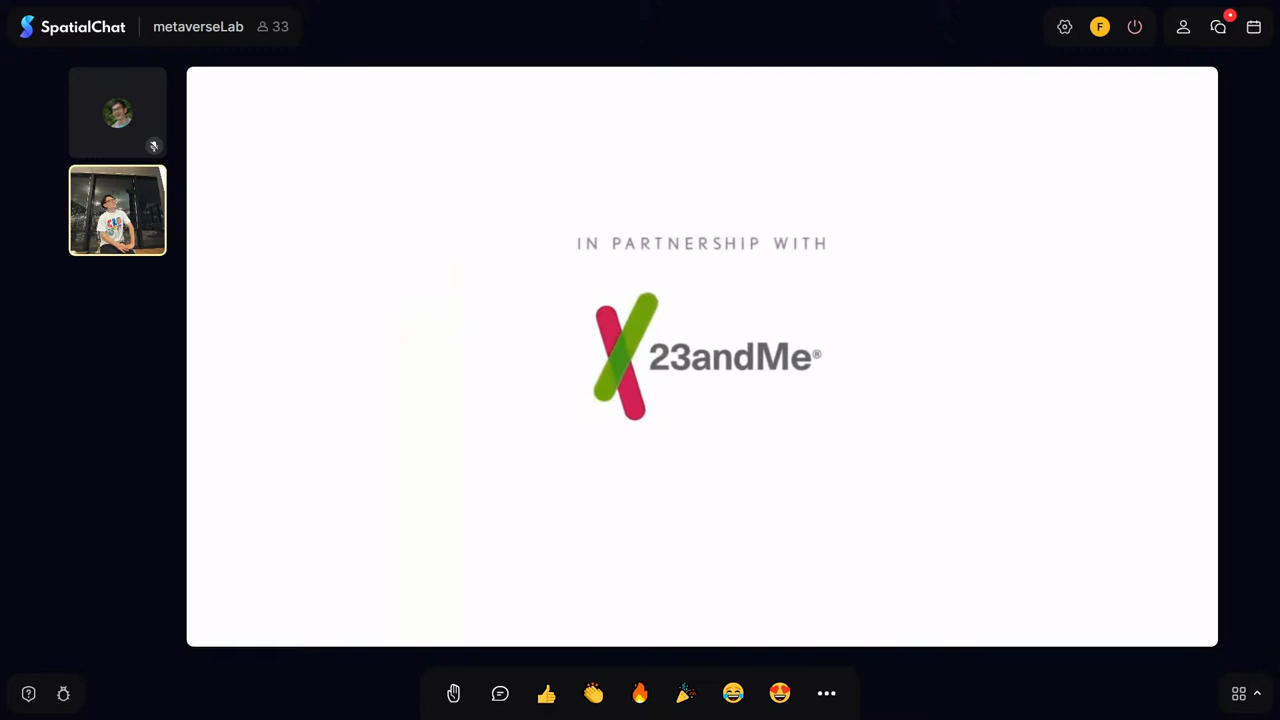 SpatialChat
metaverseLab
33
F
IN PARTNERSHIP WITH
23andMe®